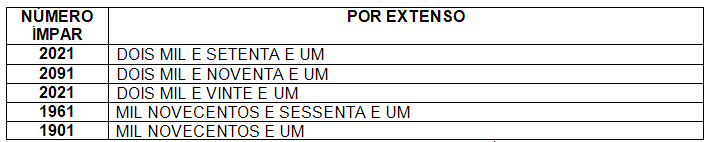 NÚMERO ÍMPAR POR EXTENSO
2021 DOIS MIL E SETENTA E UM
2091 DOIS MIL E NOVENTA E UM
2021 DOIS MIL E VINTE E UM
1961 MIL NOVECENTOS E SESSENTA E UM
1901 MIL NOVECENTOS E UM